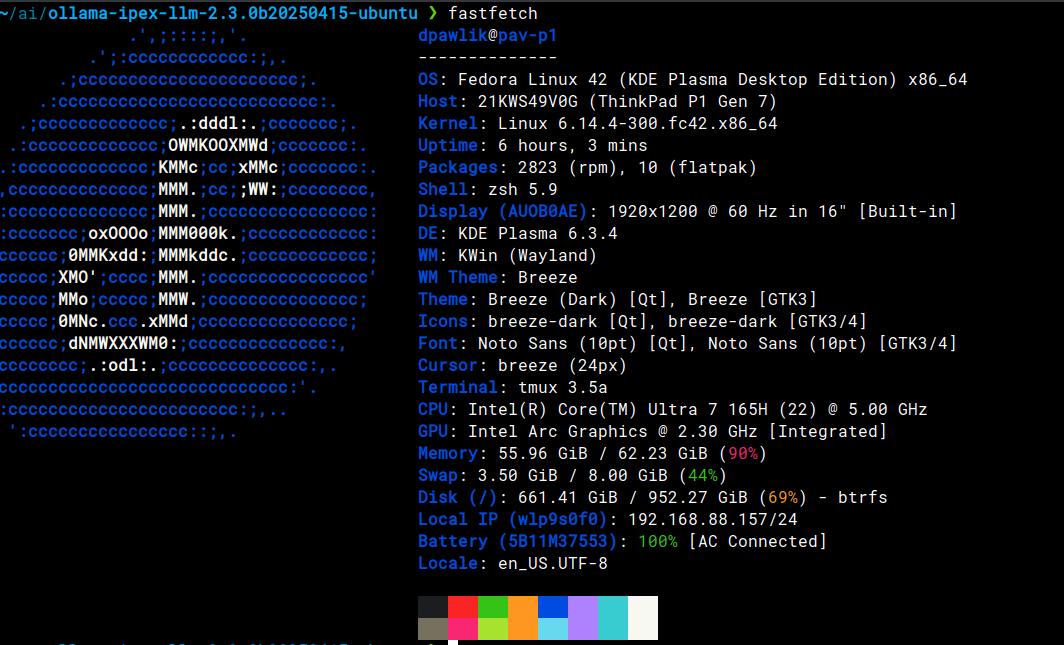 ~/ai/ollama-ipex-llm-2.3.0b20250415-ubuntu ❯ fastfetch
dpawlik@pav-p1
--------------
OS: Fedora Linux 42 (KDE Plasma Desktop Edition) x86_64
Host: 21KWS49V0G (ThinkPad P1 Gen 7)
Kernel: Linux 6.14.4-300.fc42.x86_64
Uptime: 6 hours, 3 mins
Packages: 2823 (rpm), 10 (flatpak)
Shell: zsh 5.9
Display (AUOB0AE): 1920x1200 @ 60 Hz in 16" [Built-in]
DE: KDE Plasma 6.3.4
WM: KWin (Wayland)
WM Theme: Breeze
Theme: Breeze (Dark) [Qt], Breeze [GTK3]
Icons: breeze-dark [Qt], breeze-dark [GTK3/4]
Font: Noto Sans (10pt) [Qt], Noto Sans (10pt) [GTK3/4]
Cursor: breeze (24px)
Terminal: tmux 3.5a
CPU: Intel(R) Core(TM) Ultra 7 165H (22) @ 5.00 GHz
GPU: Intel Arc Graphics @ 2.30 GHz [Integrated]
Memory: 55.96 GiB / 62.23 GiB (90%)
Swap: 3.50 GiB / 8.00 GiB (44%)
Disk (/): 661.41 GiB / 952.27 GiB (69%) - btrfs
Local IP (wlp9s0f0): 192.168.88.157/24
Battery (5B11M37553): 100% [AC Connected]
Locale: en_US.UTF-8